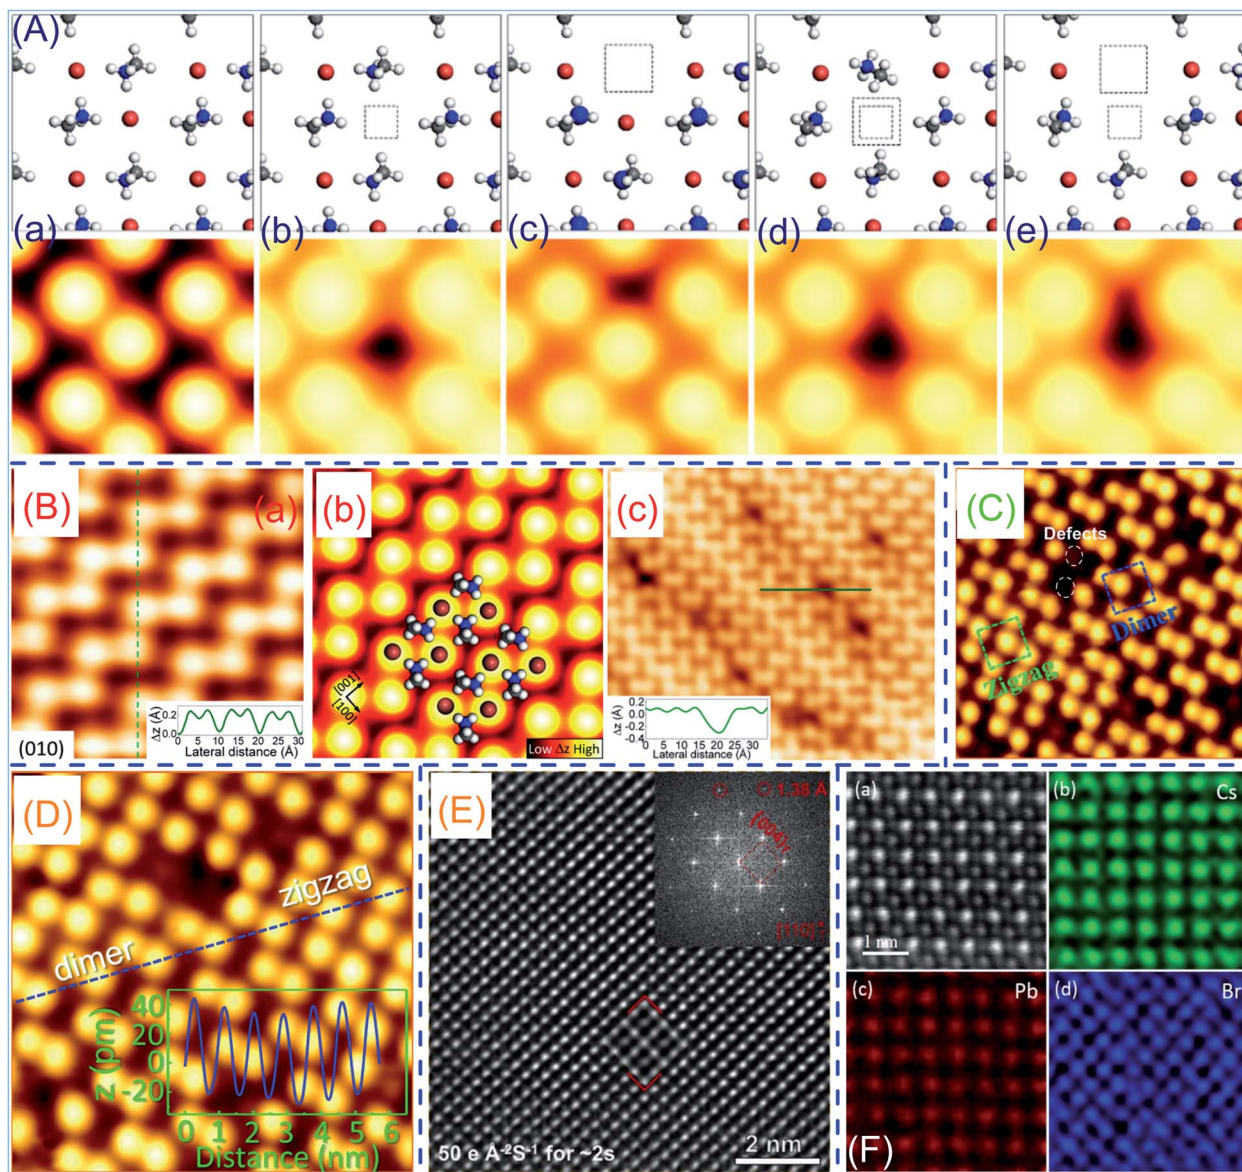 (A)
(a)
(b)
(c)
(d)
(e)
(B)
(a)
(b)
(c)
(C)
Defects
Dimer
Zigzag
[001]
[100]
Δz (Å)
0.2
0.0
0 5 10 15 20 25 30
Lateral distance (Å)
(010)
Low Δz High
Δz (Å)
0.2
0.0
-0.2
-0.4
0 5 10 15 20 25 30
Lateral distance (Å)
(D)
zigzag
dimer
z (pm)
40
20
0
-20
0 1 2 3 4 5 6
Distance (nm)
(E)
1.38 Å
50 e Å⁻²S⁻¹ for ~2s
2 nm
(a)
1 nm
(b)
Cs
(c)
Pb
(d)
Br
(F)